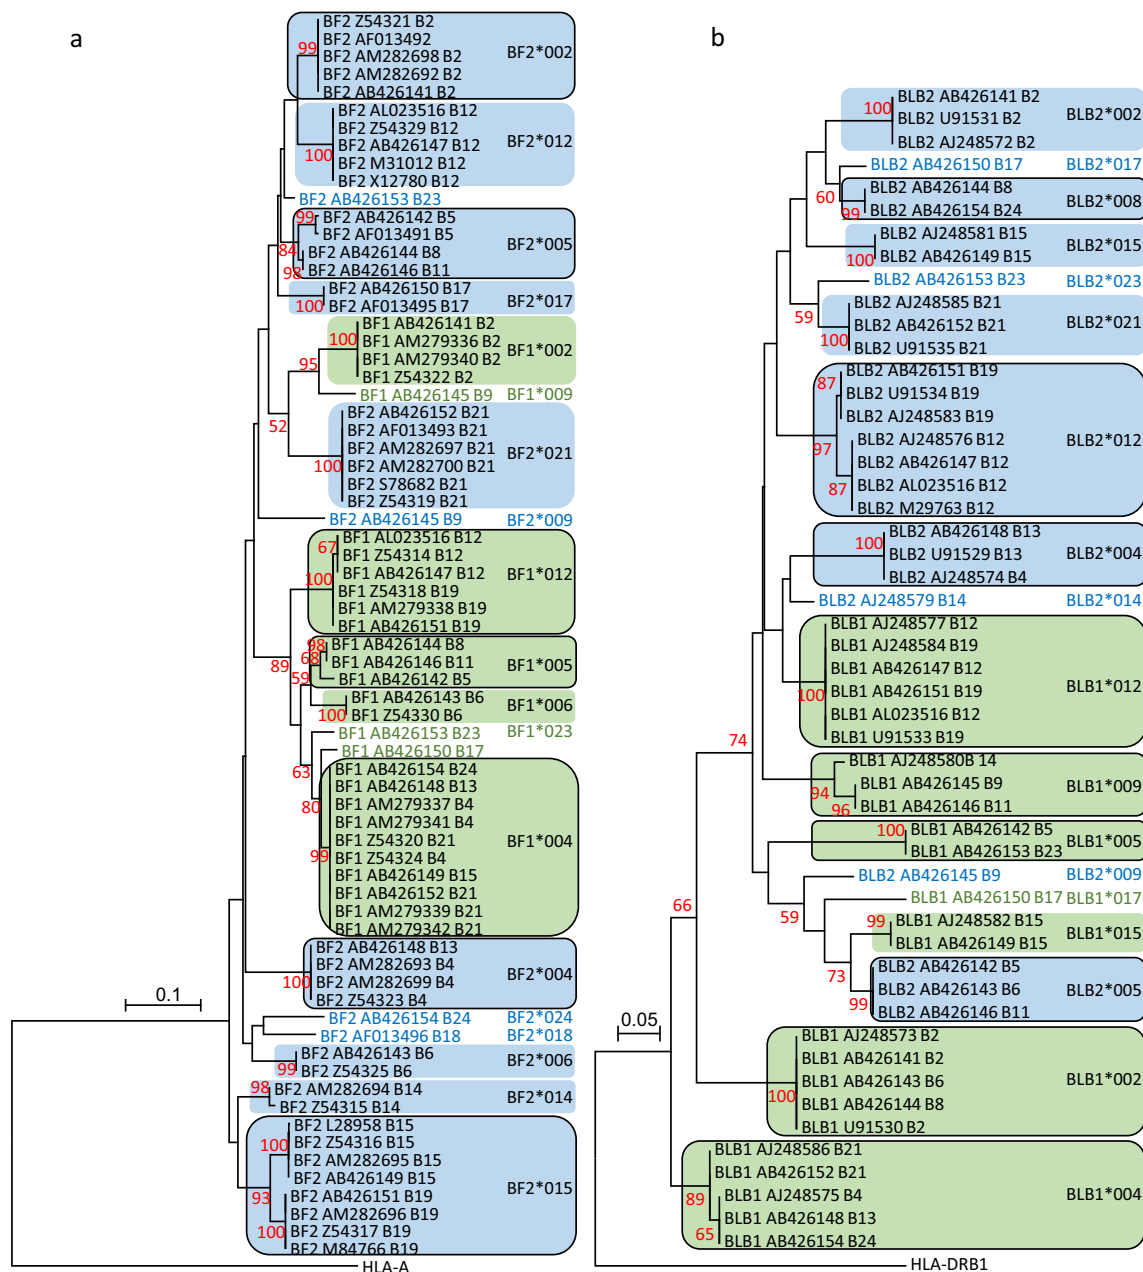 a
BF2 Z54321 B2
BF2 AF013492
BF2 AM282698 B2
BF2 AM282692 B2
BF2 AB426141 B2
99
BF2*002
BF2 AL023516 B12
BF2 Z54329 B12
BF2 AB426147 B12
BF2 M31012 B12
BF2 X12780 B12
100
BF2*012
BF2 AB426153 B23
BF2 AB426142 B5
BF2 AF013491 B5
BF2 AB426144 B8
BF2 AB426146 B11
99
84
98
BF2*005
BF2 AB426150 B17
BF2 AF013495 B17
100
BF2*017
BF1 AB426141 B2
BF1 AM279336 B2
BF1 AM279340 B2
BF1 Z54322 B2
100
BF1*002
95
BF1 AB426145 B9
BF1*009
52
BF2 AB426152 B21
BF2 AF013493 B21
BF2 AM282697 B21
BF2 AM282700 B21
BF2 S78682 B21
BF2 Z54319 B21
100
BF2*021
BF2 AB426145 B9
BF2*009
BF1 AL023516 B12
BF1 Z54314 B12
BF1 AB426147 B12
BF1 Z54318 B19
BF1 AM279338 B19
BF1 AB426151 B19
67
100
BF1*012
89
BF1 AB426144 B8
BF1 AB426146 B11
BF1 AB426142 B5
98
68
59
BF1*005
BF1 AB426143 B6
BF1 Z54330 B6
100
BF1*006
BF1 AB426153 B23
BF1*023
BF1 AB426150 B17
63
80
BF1 AB426154 B24
BF1 AB426148 B13
BF1 AM279337 B4
BF1 AM279341 B4
BF1 Z54320 B21
BF1 Z54324 B4
BF1 AB426149 B15
BF1 AB426152 B21
BF1 AM279339 B21
BF1 AM279342 B21
99
BF1*004
BF2 AB426148 B13
BF2 AM282693 B4
BF2 AM282699 B4
BF2 Z54323 B4
100
BF2*004
0.1
BF2 AB426154 B24
BF2*024
BF2 AF013496 B18
BF2*018
BF2 AB426143 B6
BF2 Z54325 B6
99
BF2*006
BF2 AM282694 B14
BF2 Z54315 B14
98
BF2*014
BF2 L28958 B15
BF2 Z54316 B15
BF2 AM282695 B15
BF2 AB426149 B15
BF2 AB426151 B19
BF2 AM282696 B19
BF2 Z54317 B19
BF2 M84766 B19
100
93
100
BF2*015
HLA-A
b
BLB2 AB426141 B2
BLB2 U91531 B2
BLB2 AJ248572 B2
100
BLB2*002
BLB2 AB426150 B17
BLB2*017
60
BLB2 AB426144 B8
BLB2 AB426154 B24
99
BLB2*008
BLB2 AJ248581 B15
BLB2 AB426149 B15
100
BLB2*015
BLB2 AB426153 B23
BLB2*023
59
BLB2 AJ248585 B21
BLB2 AB426152 B21
BLB2 U91535 B21
100
BLB2*021
BLB2 AB426151 B19
BLB2 U91534 B19
BLB2 AJ248583 B19
BLB2 AJ248576 B12
BLB2 AB426147 B12
BLB2 AL023516 B12
BLB2 M29763 B12
87
97
87
BLB2*012
BLB2 AB426148 B13
BLB2 U91529 B13
BLB2 AJ248574 B4
100
BLB2*004
BLB2 AJ248579 B14
BLB2*014
BLB1 AJ248577 B12
BLB1 AJ248584 B19
BLB1 AB426147 B12
BLB1 AB426151 B19
BLB1 AL023516 B12
BLB1 U91533 B19
100
BLB1*012
74
BLB1 AJ248580B 14
BLB1 AB426145 B9
BLB1 AB426146 B11
94
96
BLB1*009
BLB1 AB426142 B5
BLB1 AB426153 B23
100
BLB1*005
BLB2 AB426145 B9
BLB2*009
59
BLB1 AB426150 B17
BLB1*017
66
BLB1 AJ248582 B15
BLB1 AB426149 B15
99
BLB1*015
73
BLB2 AB426142 B5
BLB2 AB426143 B6
BLB2 AB426146 B11
99
BLB2*005
0.05
BLB1 AJ248573 B2
BLB1 AB426141 B2
BLB1 AB426143 B6
BLB1 AB426144 B8
BLB1 U91530 B2
100
BLB1*002
BLB1 AJ248586 B21
BLB1 AB426152 B21
BLB1 AJ248575 B4
BLB1 AB426148 B13
BLB1 AB426154 B24
89
65
BLB1*004
HLA-DRB1